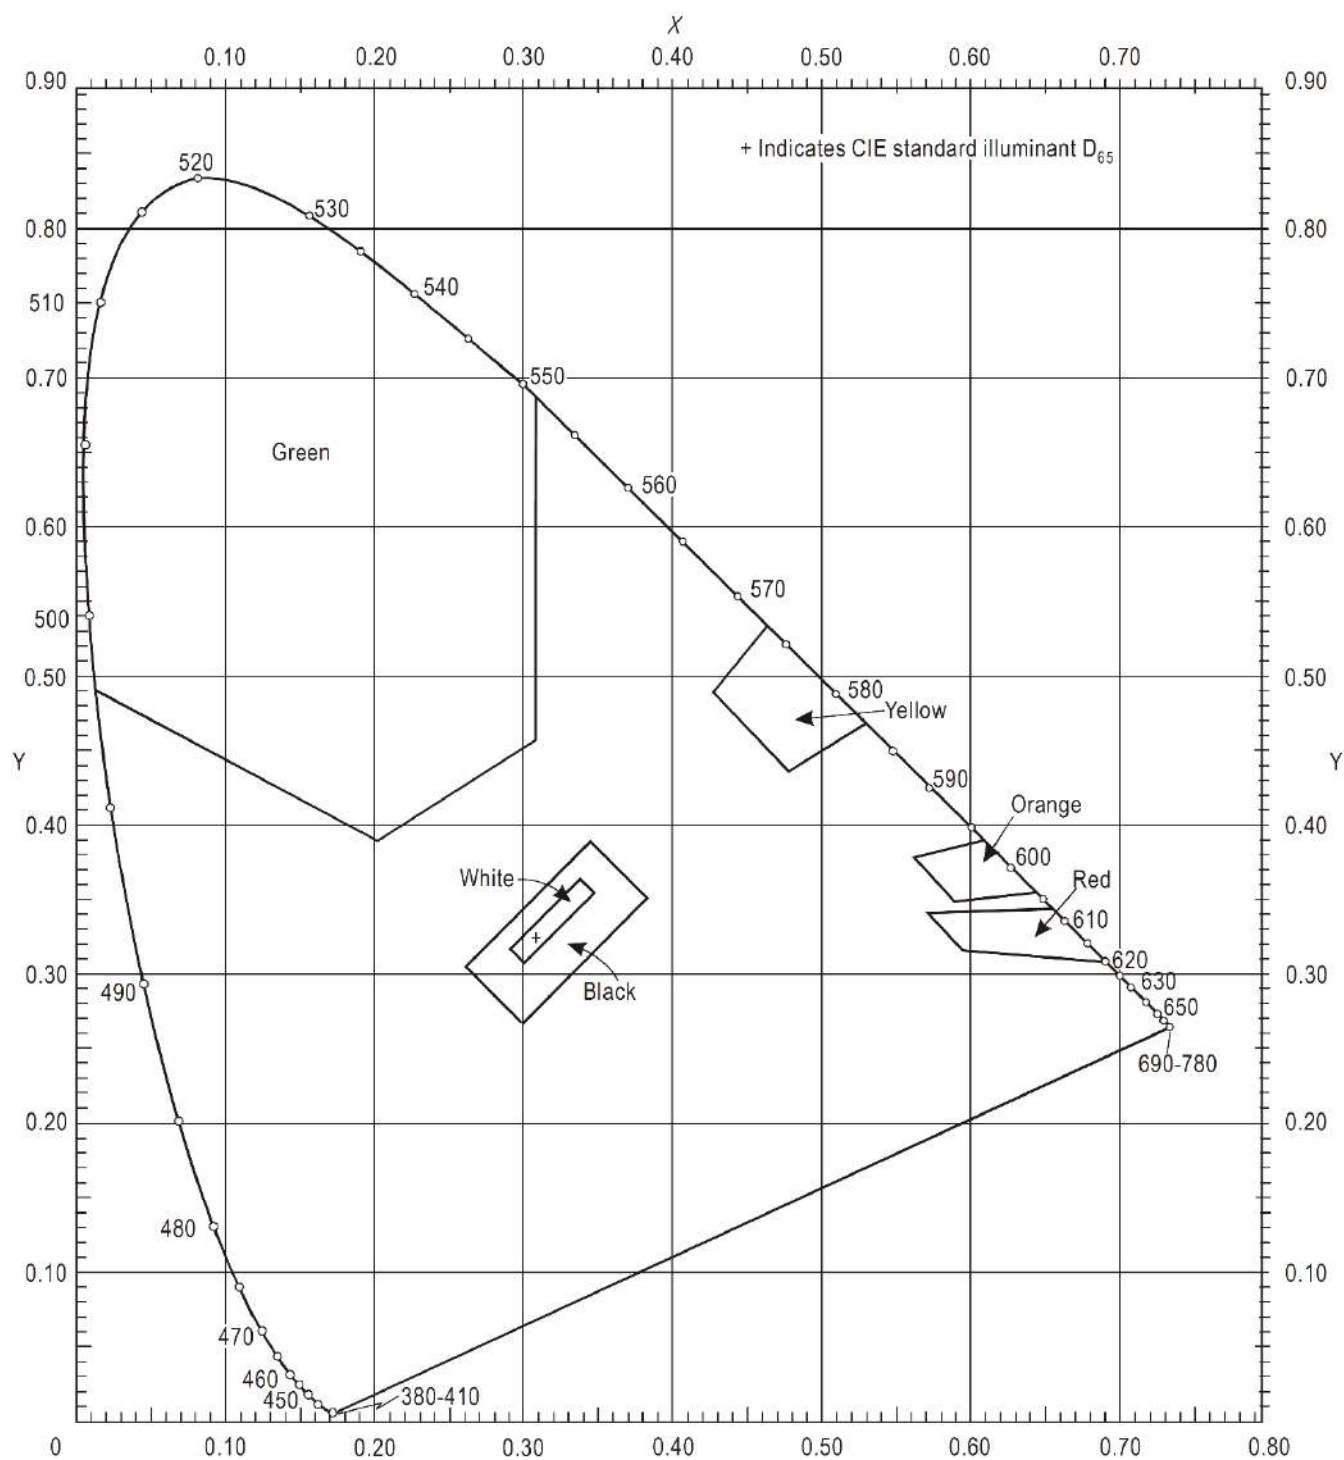 X
0.10 0.20 0.30 0.40 0.50 0.60 0.70
0.90 0.90
+ Indicates CIE standard illuminant D65
520
530
0.80 0.80
540
510
550
0.70 0.70
Green
560
0.60 0.60
570
500
0.50 580 0.50
Yellow
Y Y
590
Orange
0.40 0.40
600
White Red
610
620
0.30 630 0.30
490 Black
650
690-780
0.20 0.20
480
0.10 0.10
470
460
450 380-410
0 0.10 0.20 0.30 0.40 0.50 0.60 0.70 0.80